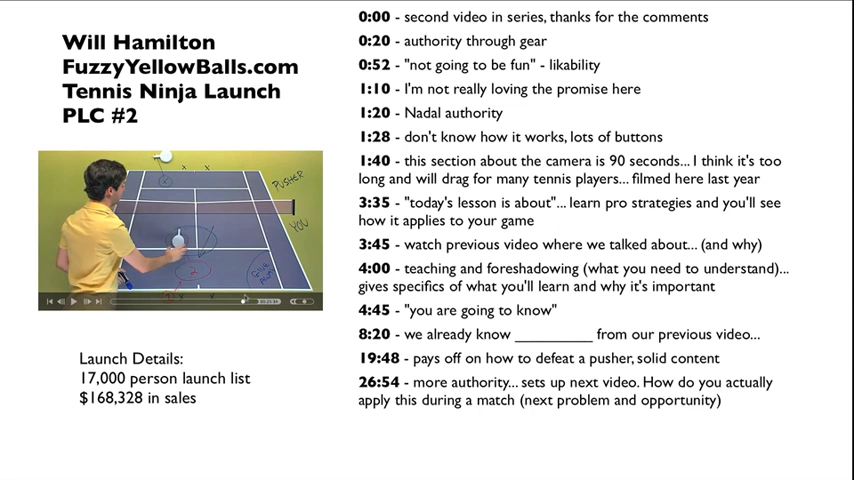 Will Hamilton
FuzzyYellowBalls.com
Tennis Ninja Launch
PLC #2
PUSHER
YOU
Launch Details:
17,000 person launch list
$168,328 in sales
0:00 - second video in series, thanks for the comments
0:20 - authority through gear
0:52 - "not going to be fun" - likability
1:10 - I'm not really loving the promise here
1:20 - Nadal authority
1:28 - don't know how it works, lots of buttons
1:40 - this section about the camera is 90 seconds... I think it's too
long and will drag for many tennis players... filmed here last year
3:35 - "today's lesson is about"... learn pro strategies and you'll see
how it applies to your game
3:45 - watch previous video where we talked about... (and why)
4:00 - teaching and foreshadowing (what you need to understand)...
gives specifics of what you'll learn and why it's important
4:45 - "you are going to know"
8:20 - we already know __________ from our previous video...
19:48 - pays off on how to defeat a pusher, solid content
26:54 - more authority... sets up next video. How do you actually
apply this during a match (next problem and opportunity)